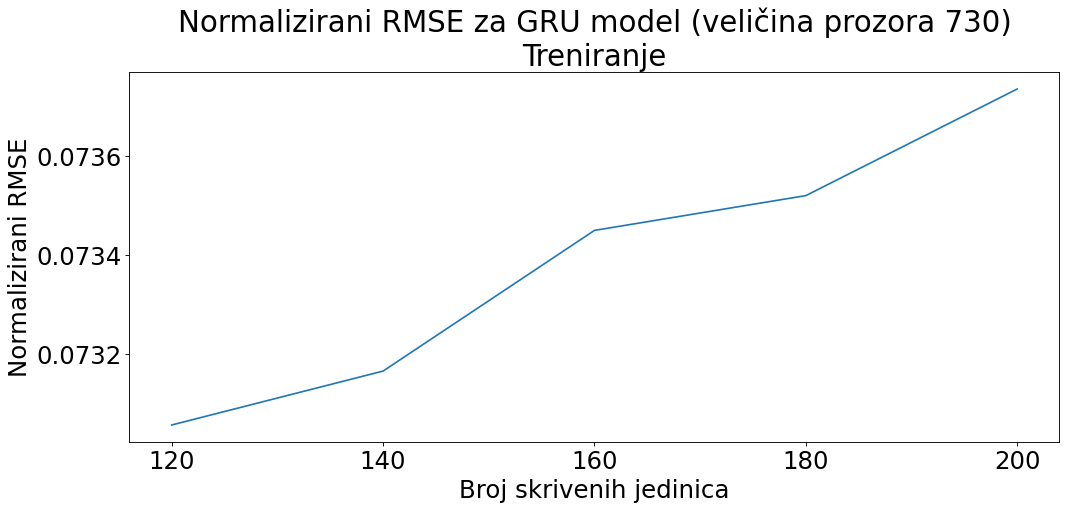 Normalizirani RMSE za GRU model (veličina prozora 730)
Treniranje
Normalizirani RMSE
0.0736
0.0734
0.0732
120 140 160 180 200
Broj skrivenih jedinica